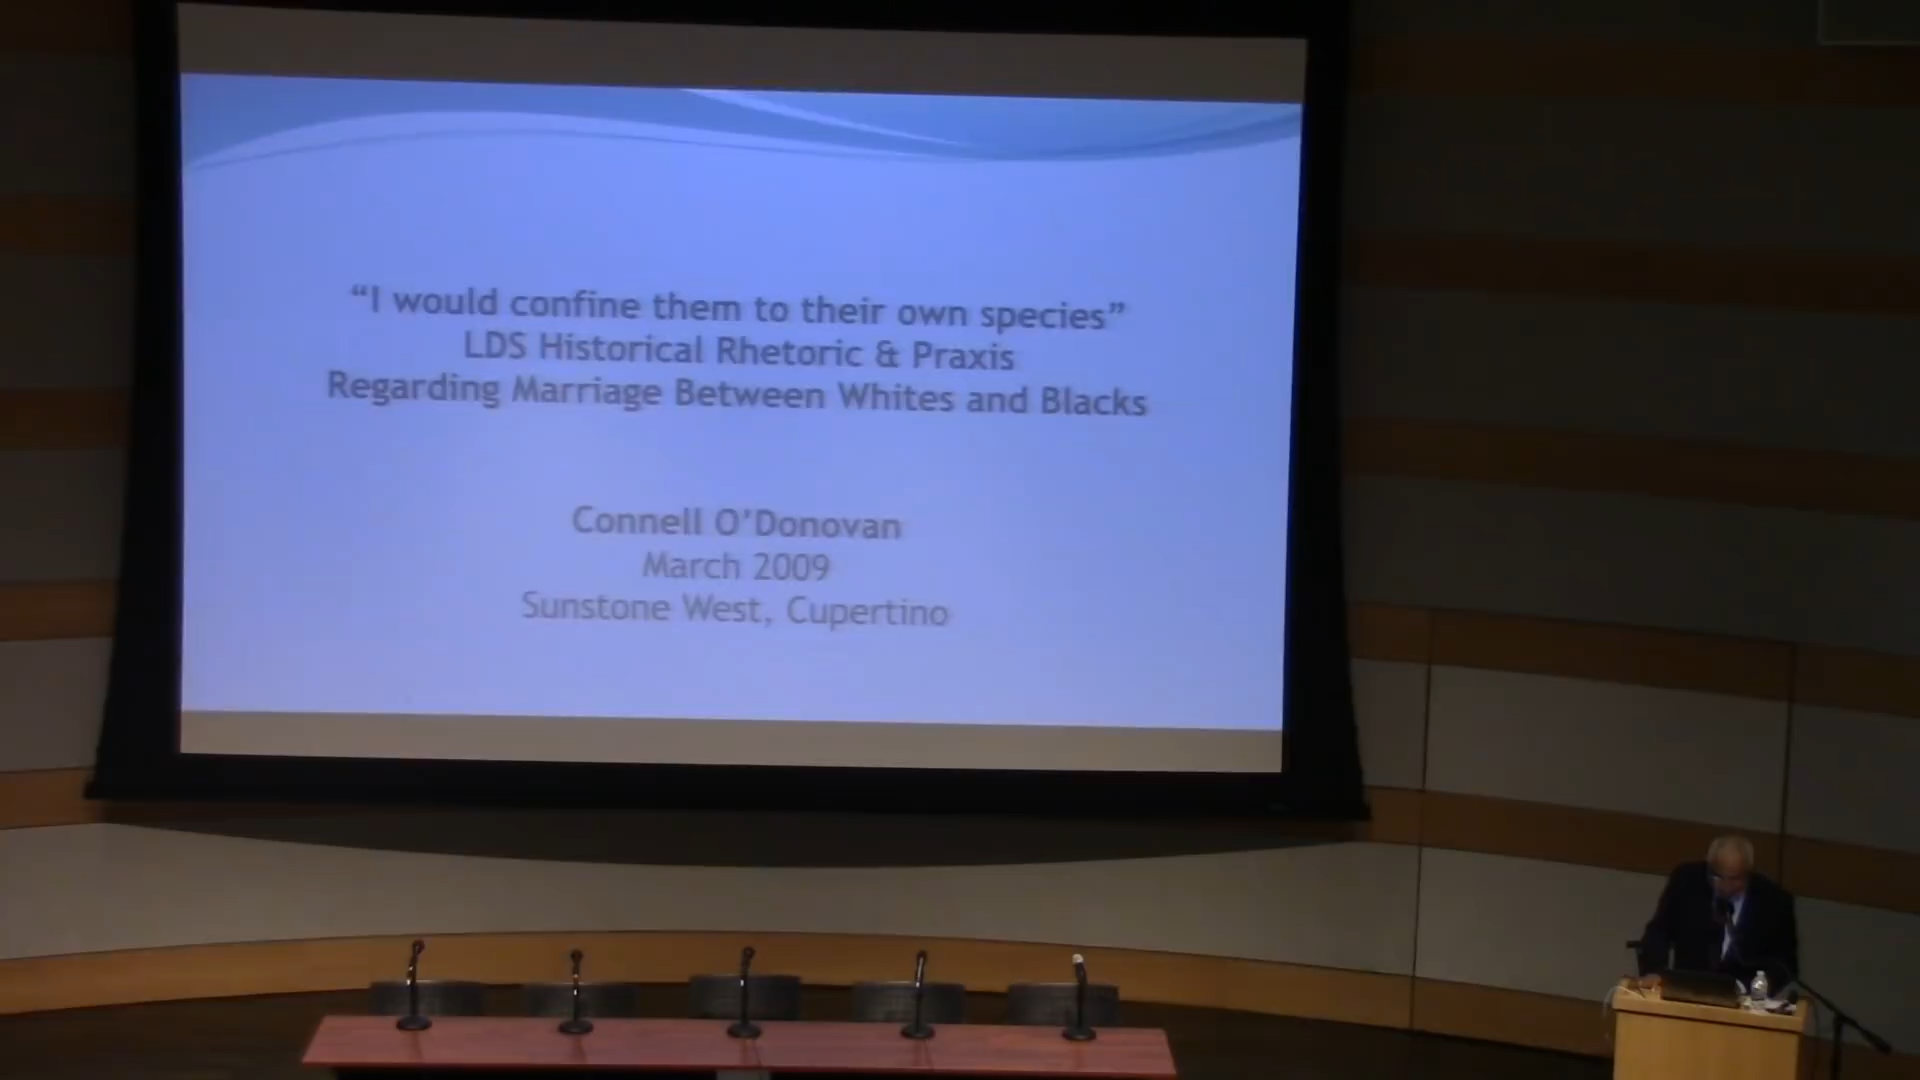 “I would confine them to their own species”
LDS Historical Rhetoric & Praxis
Regarding Marriage Between Whites and Blacks
Connell O’Donovan
March 2009
Sunstone West, Cupertino